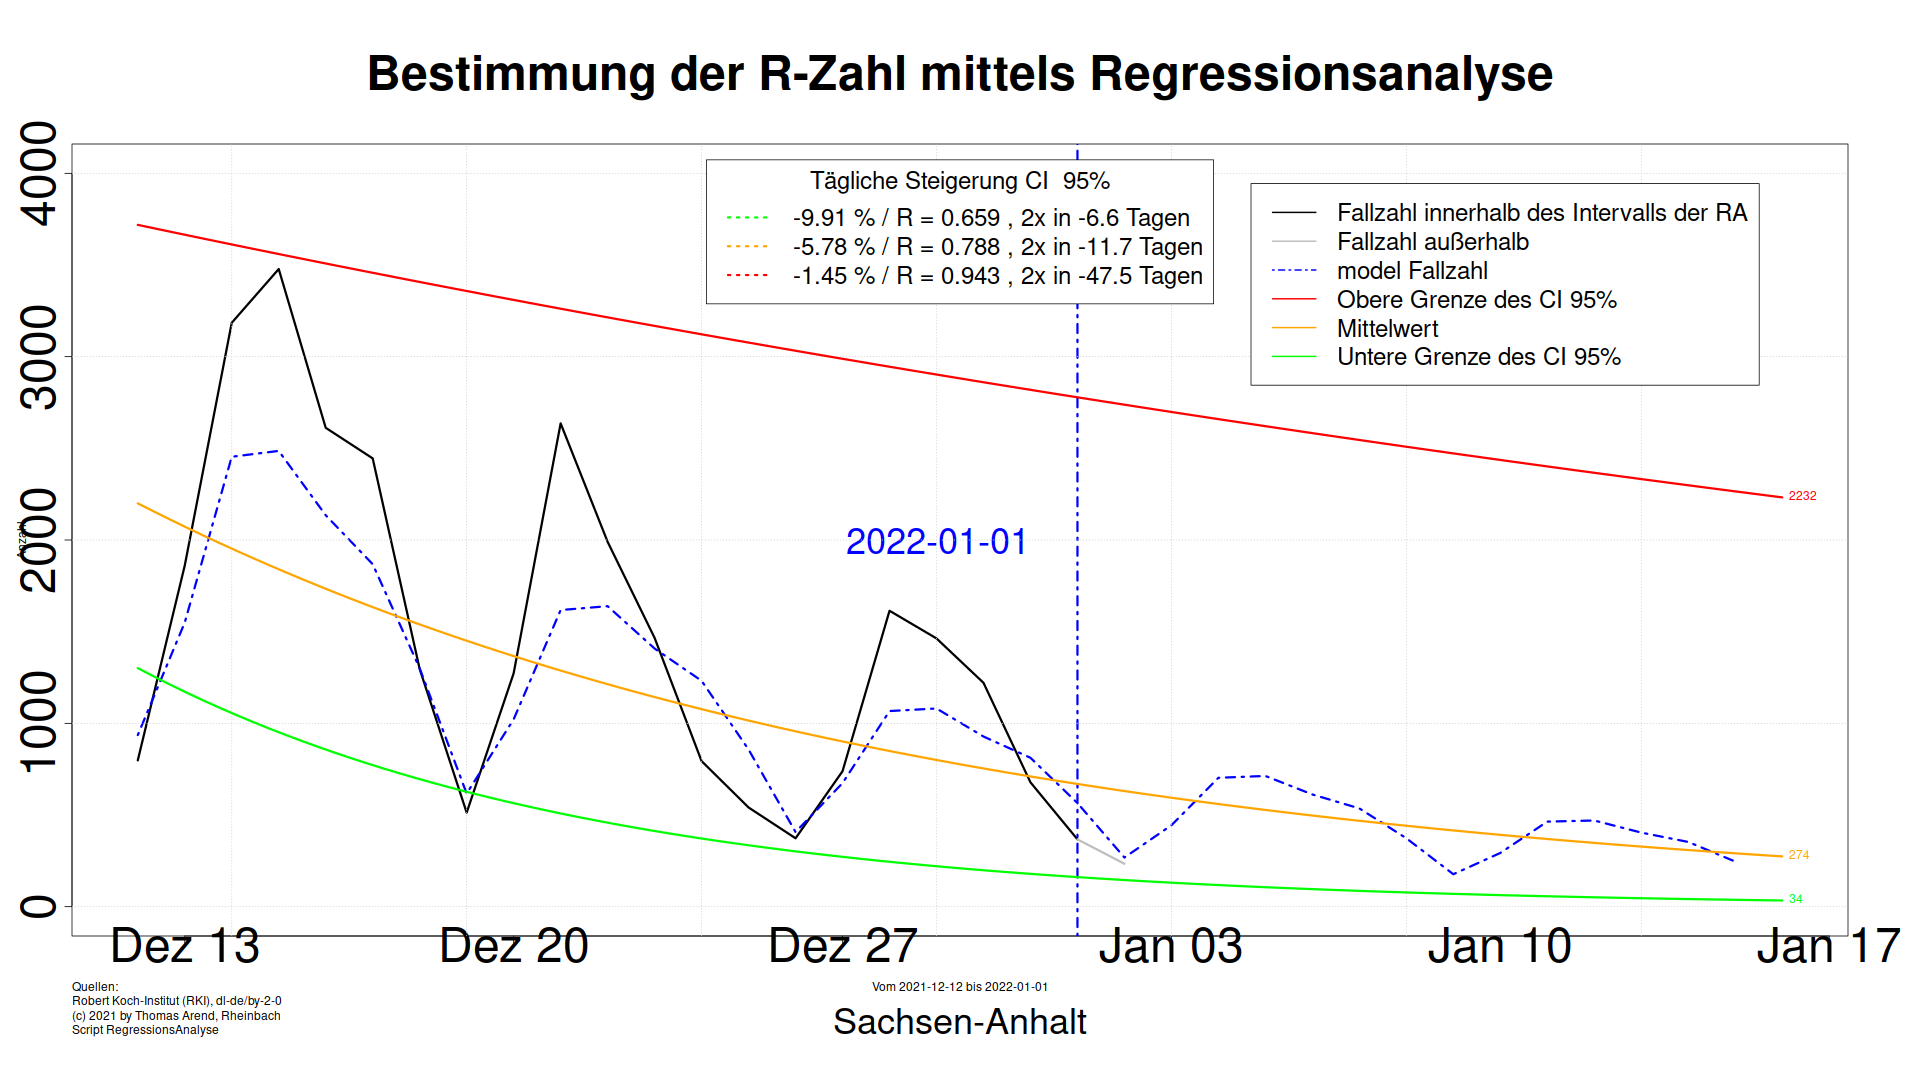 Bestimmung der R-Zahl mittels Regressionsanalyse
4000
3000
2000
1000
0
Anzahl
Tägliche Steigerung CI 95%
-9.91 % / R = 0.659 , 2x in -6.6 Tagen
-5.78 % / R = 0.788 , 2x in -11.7 Tagen
-1.45 % / R = 0.943 , 2x in -47.5 Tagen
Fallzahl innerhalb des Intervalls der RA
Fallzahl außerhalb
model Fallzahl
Obere Grenze des CI 95%
Mittelwert
Untere Grenze des CI 95%
2022-01-01
2232
274
34
Dez 13
Dez 20
Dez 27
Jan 03
Jan 10
Jan 17
Quellen:
Robert Koch-Institut (RKI), dl-de/by-2-0
(c) 2021 by Thomas Arend, Rheinbach
Script RegressionsAnalyse
Vom 2021-12-12 bis 2022-01-01
Sachsen-Anhalt